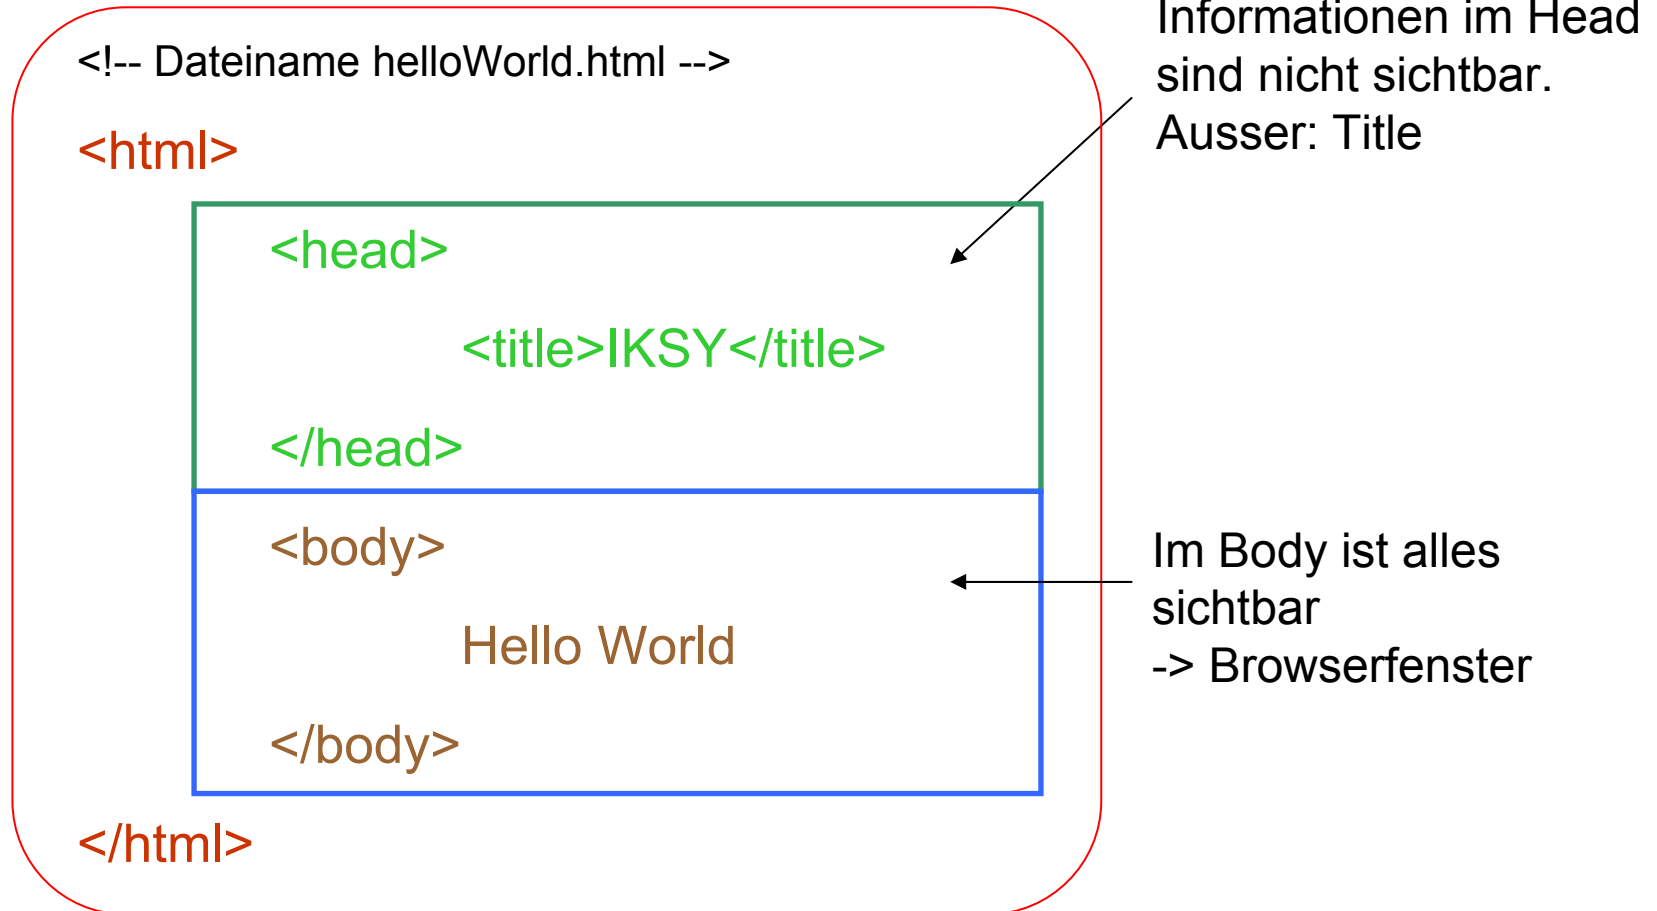 <!-- Dateiname helloWorld.html -->
<html>
<head>
<title>IKSY</title>
</head>
<body>
Hello World
</body>
</html>
Informationen im Head
sind nicht sichtbar.
Ausser: Title
Im Body ist alles
sichtbar
-> Browserfenster